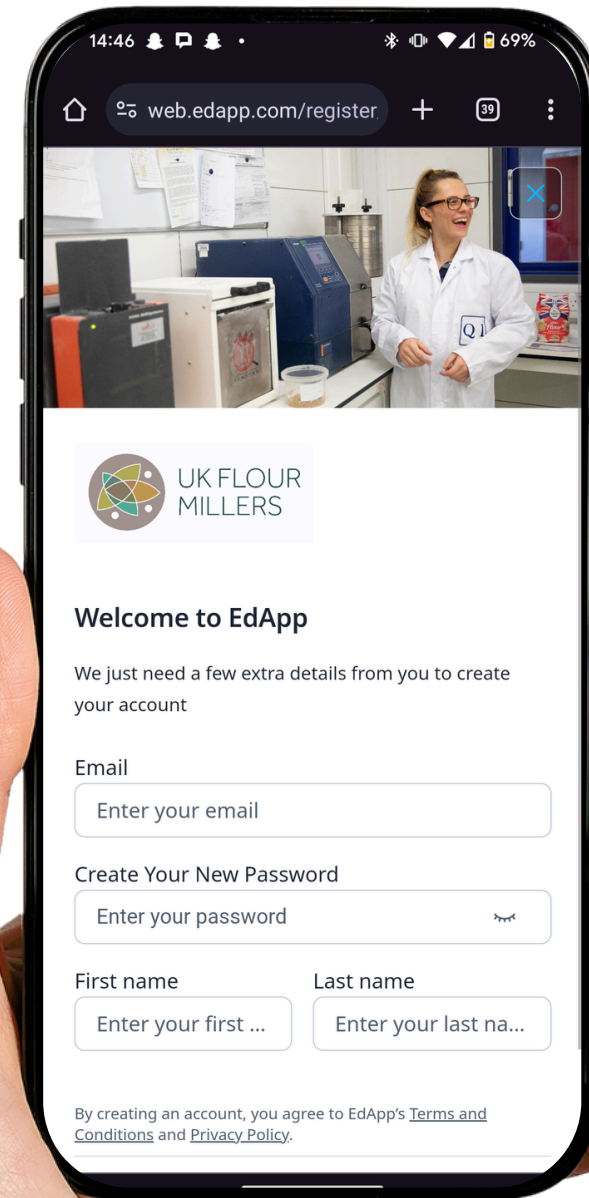 14:46
69%
web.edapp.com/register
39
Q1
UK FLOUR
MILLERS
Welcome to EdApp
We just need a few extra details from you to create
your account
Email
Enter your email
Create Your New Password
Enter your password
First name
Last name
Enter your first ...
Enter your last na...
By creating an account, you agree to EdApp’s Terms and
Conditions and Privacy Policy.